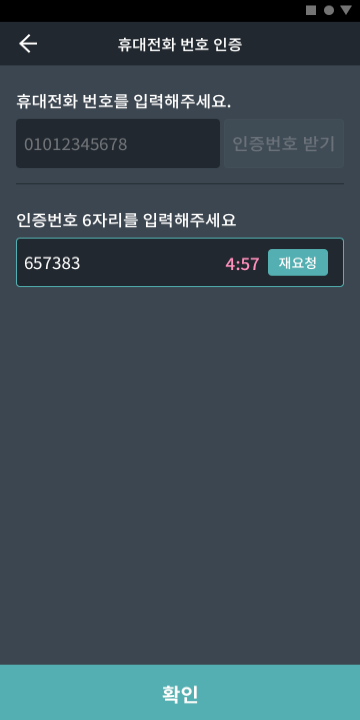 휴대전화 번호 인증
휴대전화 번호를 입력해주세요.
01012345678 인증번호 받기
인증번호 6자리를 입력해주세요
657383 4:57 재요청
확인